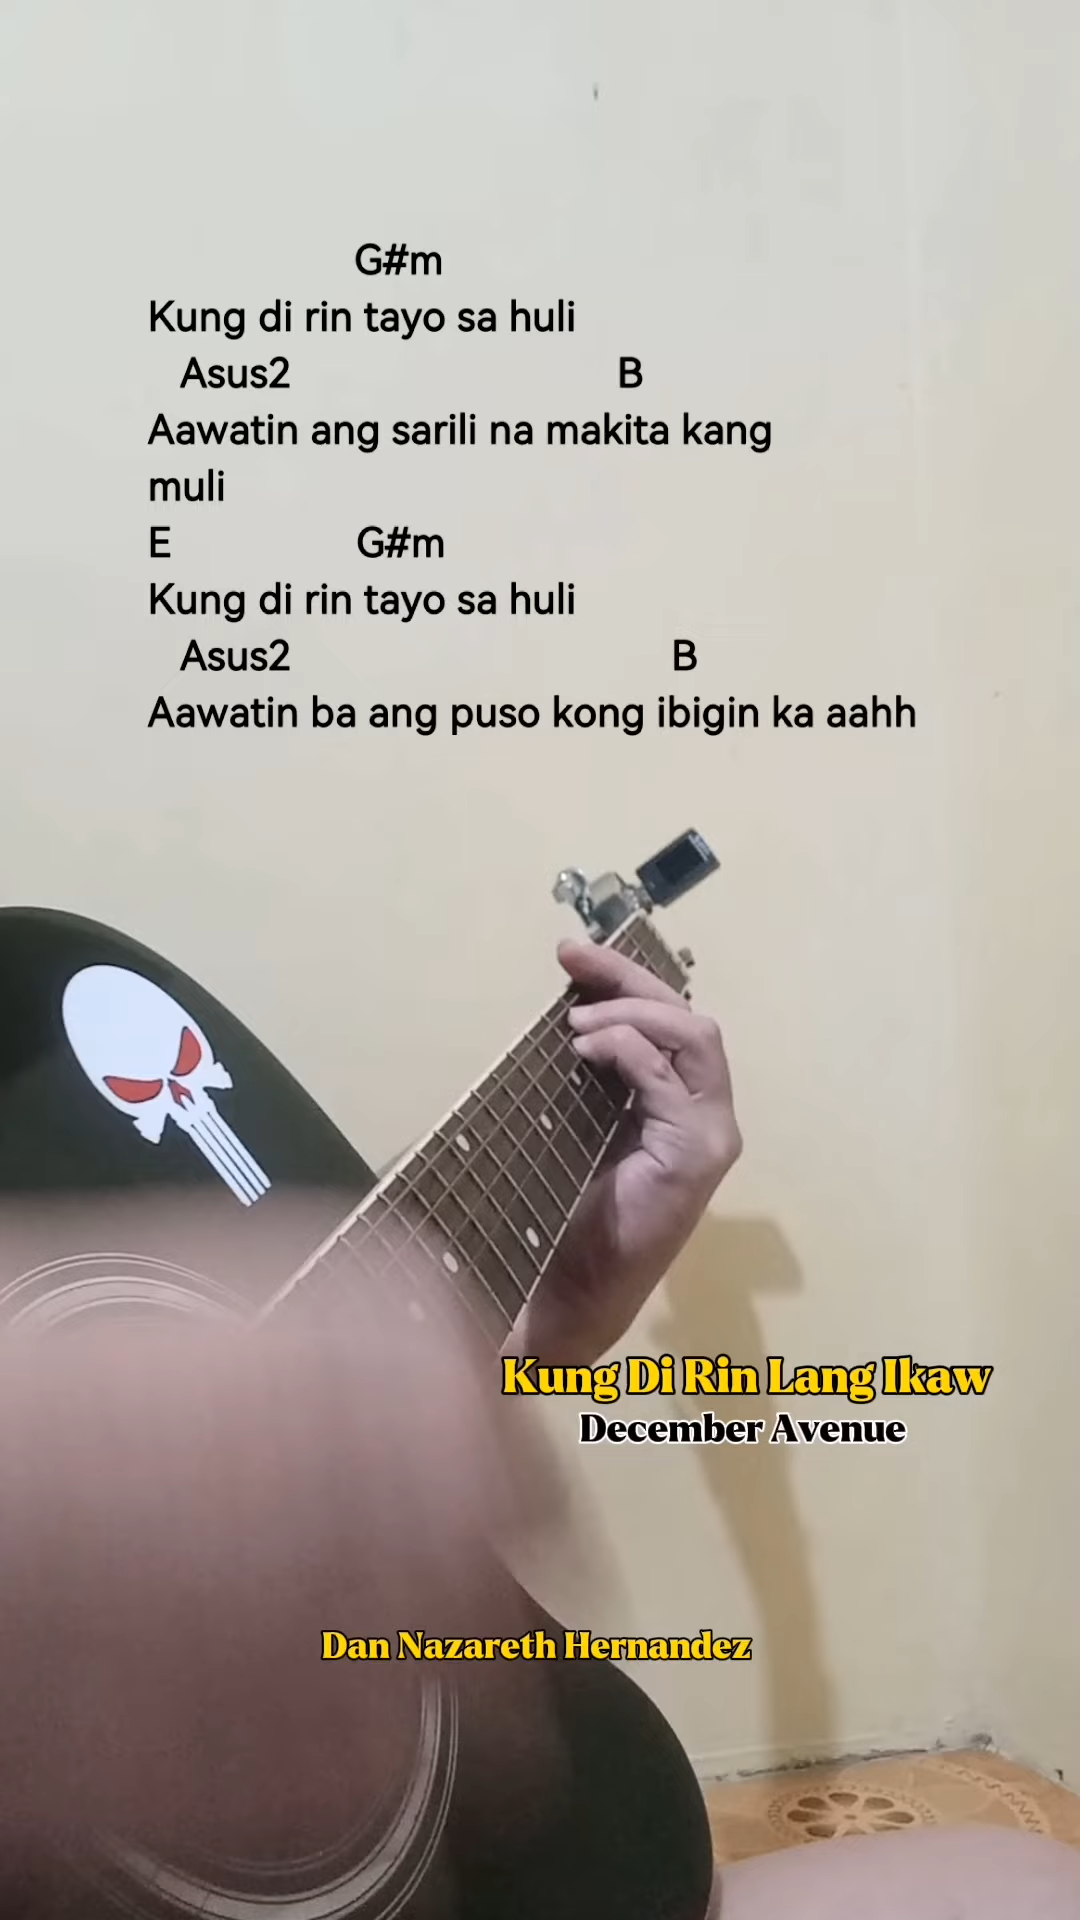 G#m
Kung di rin tayo sa huli
Asus2 B
Aawatin ang sarili na makita kang
muli
E G#m
Kung di rin tayo sa huli
Asus2 B
Aawatin ba ang puso kong ibigin ka aahh
Kung Di Rin Lang Ikaw
December Avenue
Dan Nazareth Hernandez